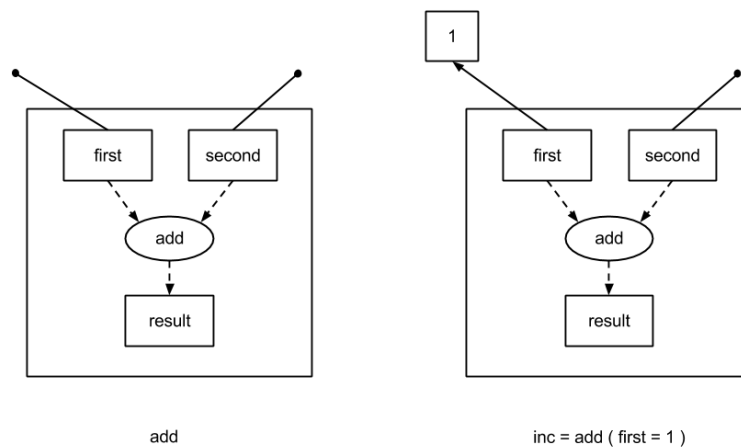 1
first second
first second
add
add
result
result
add
inc = add ( first = 1 )